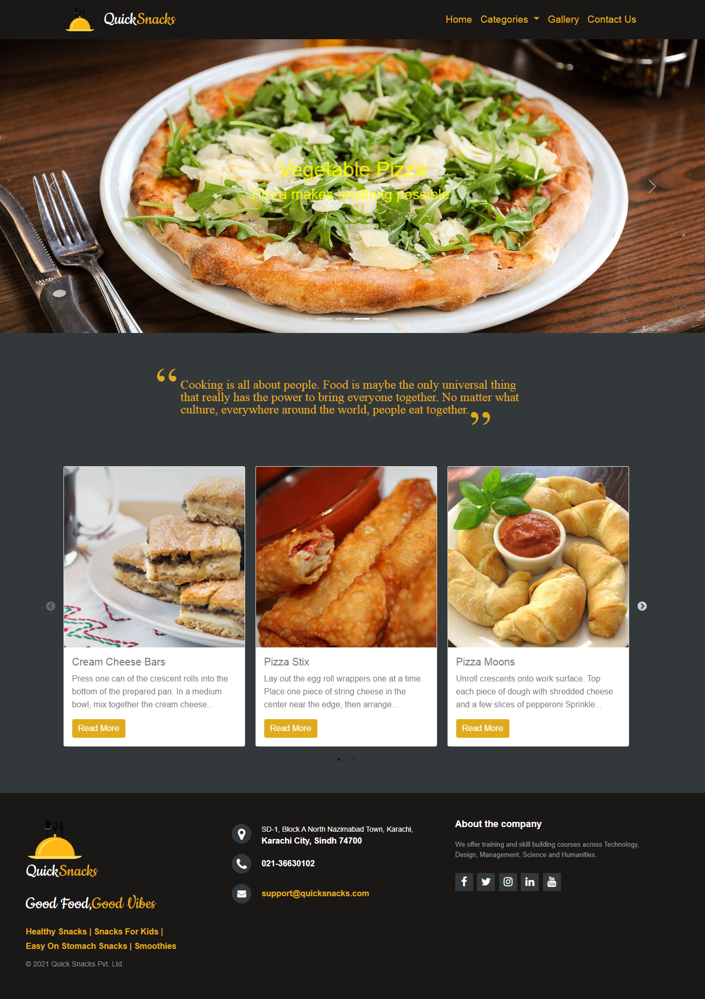 QuickSnacks
Home Categories Gallery Contact Us
Vegetable Pizza
Pizza makes anything possible.
“ Cooking is all about people. Food is maybe the only universal thing
that really has the power to bring everyone together. No matter what
culture, everywhere around the world, people eat together. ”
Cream Cheese Bars
Press one can of the crescent rolls into the
bottom of the prepared pan. In a medium
bowl, mix together the cream cheese...
Read More
Pizza Stix
Lay out the egg roll wrappers one at a time.
Place one piece of string cheese in the
center near the edge, then arrange...
Read More
Pizza Moons
Unroll crescents onto work surface. Top
each piece of dough with shredded cheese
and a few slices of pepperoni Sprinkle...
Read More
QuickSnacks
Good Food,Good Vibes
Healthy Snacks | Snacks For Kids |
Easy On Stomach Snacks | Smoothies
© 2021 Quick Snacks Pvt. Ltd.
SD-1, Block A North Nazimabad Town, Karachi,
Karachi City, Sindh 74700
021-36630102
support@quicksnacks.com
About the company
We offer training and skill building courses across Technology,
Design, Management, Science and Humanities.
You
Tube